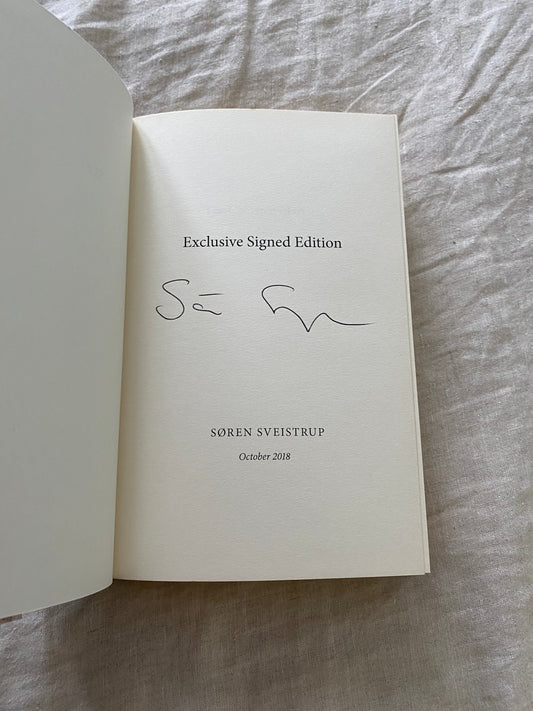 Exclusive Signed Edition
SØREN SVEISTRUP
October 2018